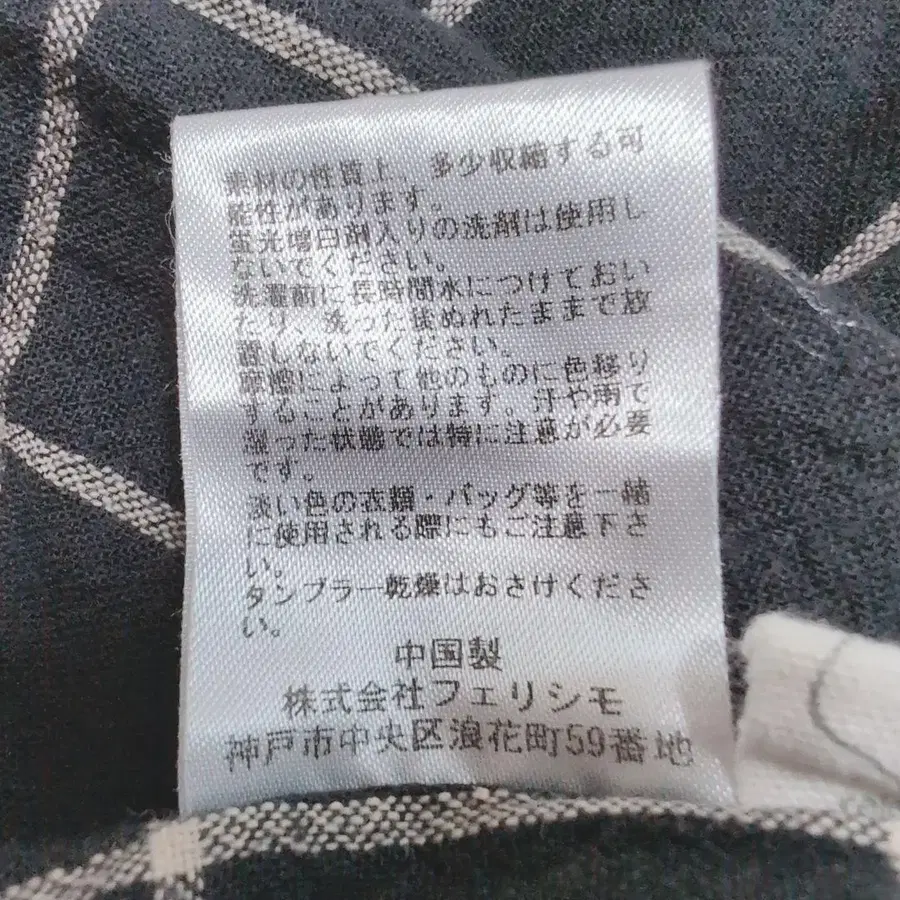 素材の性質上、多少収縮する可
能性があります。
蛍光増白剤入りの洗剤は使用し
ないでください。
洗濯前に長時間水につけておい
たり、洗った後ぬれたままで放
置しないでください。
摩擦によって他のものに色移り
することがあります。汗や雨で
湿った状態では特に注意が必要
です。
淡い色の衣類・バッグ等を一緒
に使用される際にもご注意下さ
い。
タンブラー乾燥はおさけくださ
い。
中国製
株式会社フェリシモ
神戸市中央区浪花町59番地